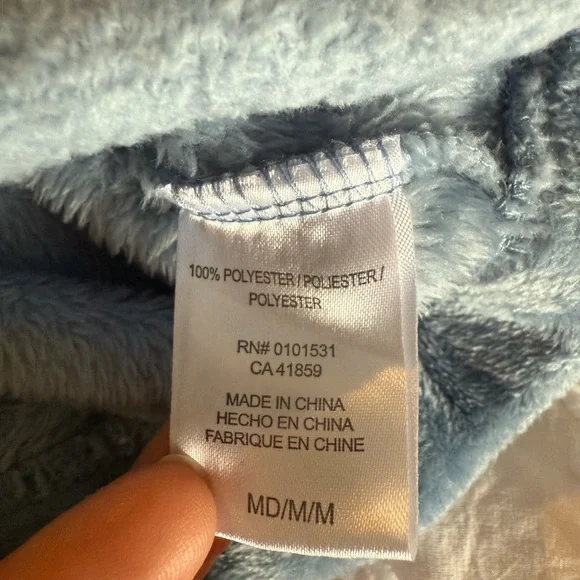 100% POLYESTER / POLIESTER /
POLYESTER
RN# 0101531
CA 41859
MADE IN CHINA
HECHO EN CHINA
FABRIQUE EN CHINE
MD/M/M